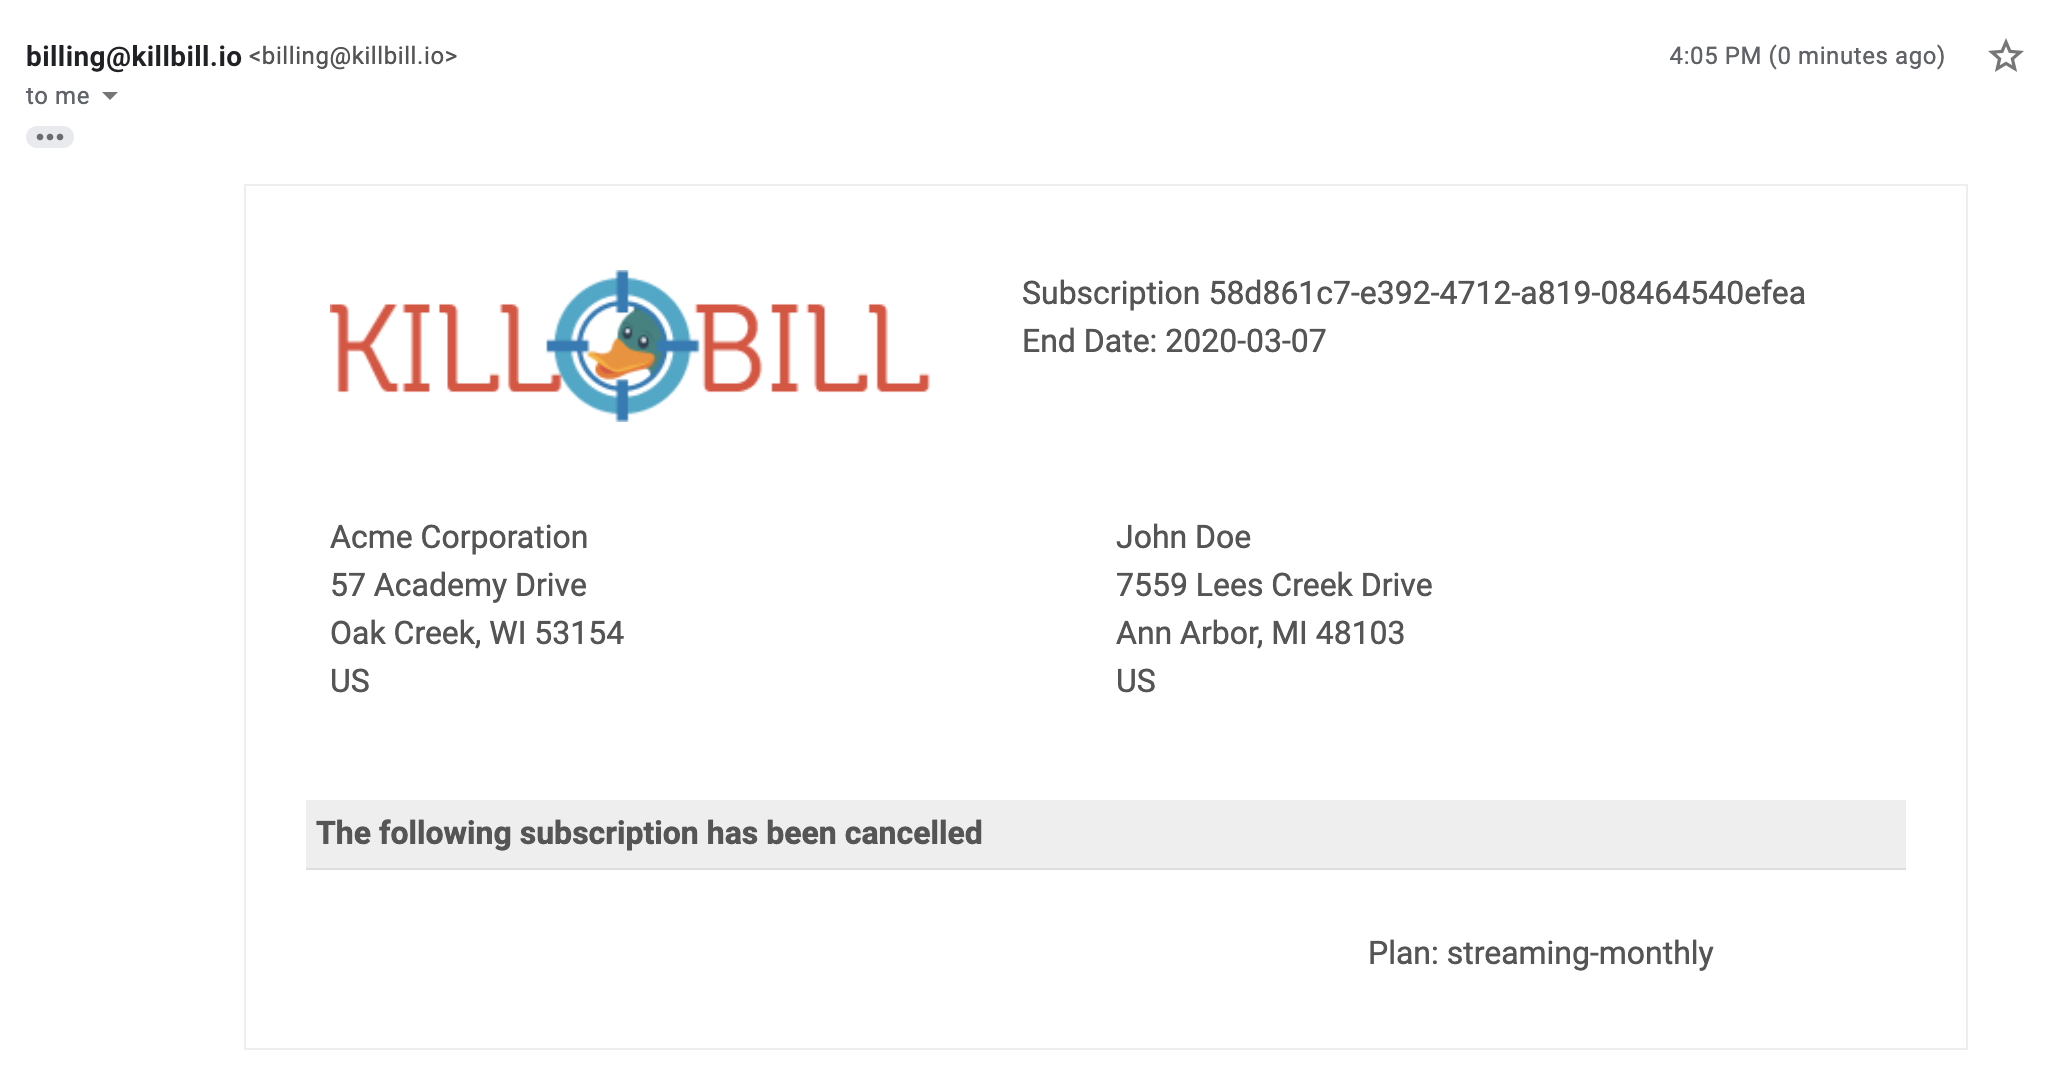 billing@killbill.io <billing@killbill.io>
4:05 PM (0 minutes ago)
to me
KILL BILL
Subscription 58d861c7-e392-4712-a819-08464540efea
End Date: 2020-03-07
Acme Corporation
57 Academy Drive
Oak Creek, WI 53154
US
John Doe
7559 Lees Creek Drive
Ann Arbor, MI 48103
US
The following subscription has been cancelled
Plan: streaming-monthly